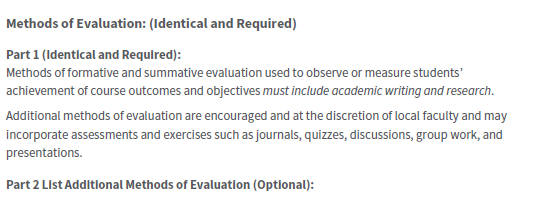 Methods of Evaluation: (Identical and Required)
Part 1 (Identical and Required):
Methods of formative and summative evaluation used to observe or measure students'
achievement of course outcomes and objectives must include academic writing and research.
Additional methods of evaluation are encouraged and at the discretion of local faculty and may
incorporate assessments and exercises such as journals, quizzes, discussions, group work, and
presentations.
Part 2 List Additional Methods of Evaluation (Optional):